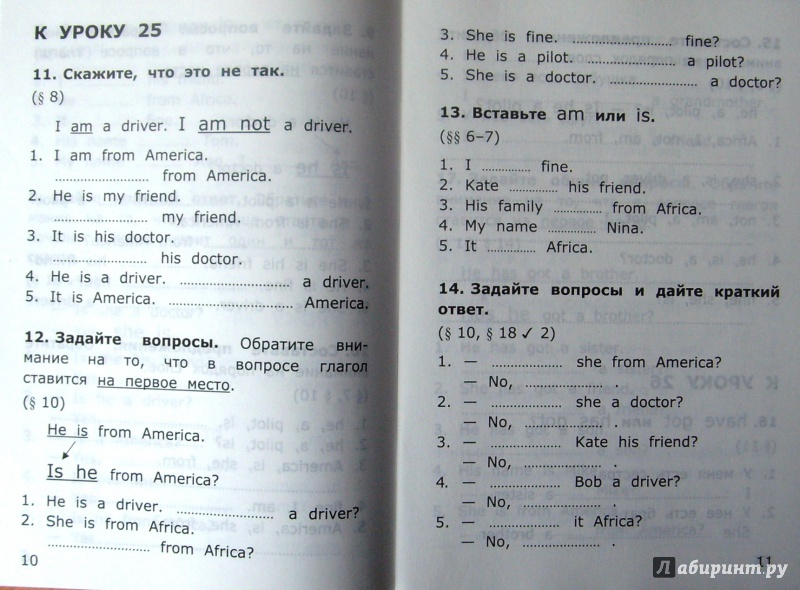 К УРОКУ 25
11. Скажите, что это не так.
(§ 8)
I am a driver. I am not a driver.
1. I am from America.
.................... from America.
2. He is my friend.
.................... my friend.
3. It is his doctor.
.................... his doctor.
4. He is a driver. .................... a driver.
5. It is America. .................... America.
12. Задайте вопросы. Обратите вни-
мание на то, что в вопросе глагол
ставится на первое место.
(§ 10)
He is from America.
Is he from America?
1. He is a driver. .................... a driver?
2. She is from Africa.
.................... from Africa?
10
3. She is fine. .................... fine?
4. He is a pilot. .................... a pilot?
5. She is a doctor. .................... a doctor?
13. Вставьте am или is.
(§§ 6–7)
1. I ............ fine.
2. Kate ............ his friend.
3. His family ............ from Africa.
4. My name ............ Nina.
5. It ............ Africa.
14. Задайте вопросы и дайте краткий
ответ.
(§ 10, § 18 ✓ 2)
1. — ............ she from America?
— No, .................... .
2. — ............ she a doctor?
— No, .................... .
3. — ............ Kate his friend?
— No, .................... .
4. — ............ Bob a driver?
— No, .................... .
5. — ............ it Africa?
— No, .................... .
11
Лабиринт.ру